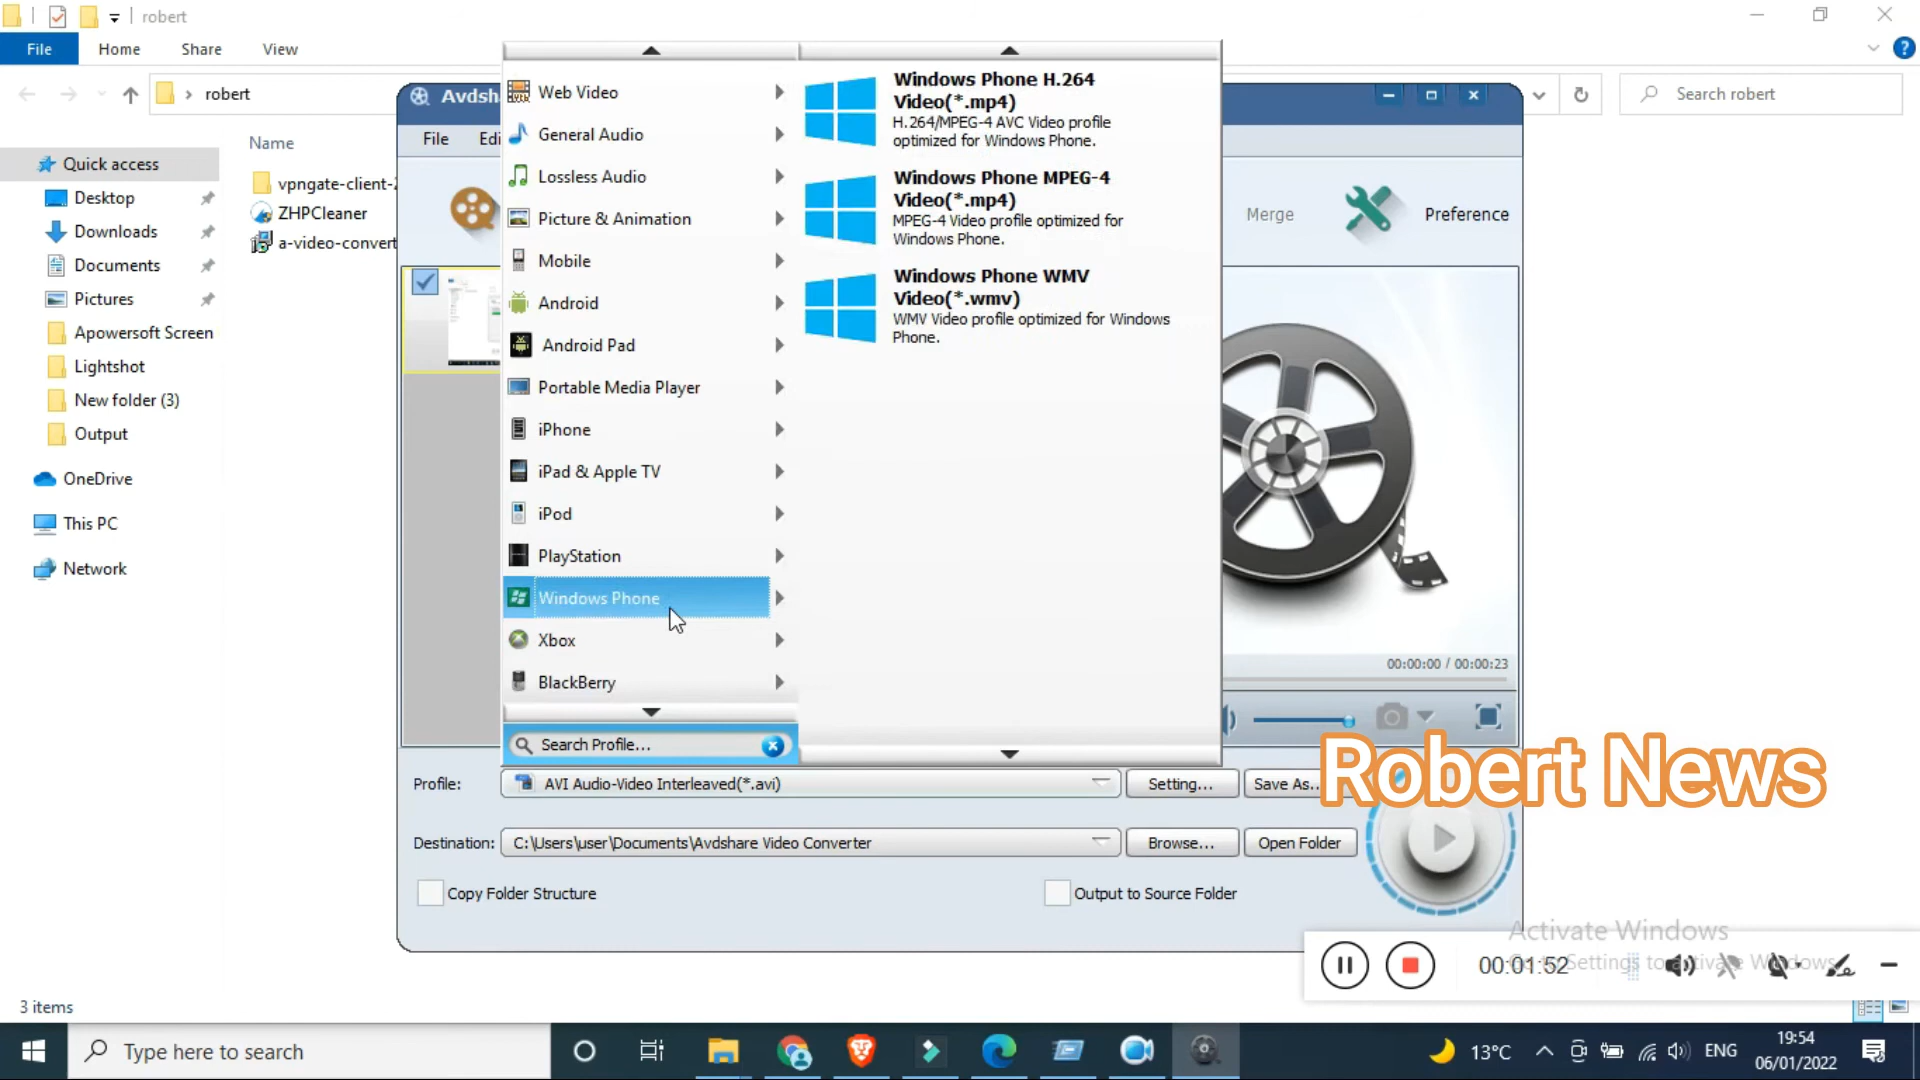 robert
File
Home
Share
View
robert
Search robert
Quick access
Desktop
Downloads
Documents
Pictures
Apowersoft Screen
Lightshot
New folder (3)
Output
OneDrive
This PC
Network
Name
vpngate-client-
ZHPCleaner
a-video-convert
Avdsh
File
Edi
Merge
Preference
Web Video
General Audio
Lossless Audio
Picture & Animation
Mobile
Android
Android Pad
Portable Media Player
iPhone
iPad & Apple TV
iPod
PlayStation
Windows Phone
Xbox
BlackBerry
Search Profile...
Windows Phone H.264
Video(*.mp4)
H.264/MPEG-4 AVC Video profile
optimized for Windows Phone.
Windows Phone MPEG-4
Video(*.mp4)
MPEG-4 Video profile optimized for
Windows Phone.
Windows Phone WMV
Video(*.wmv)
WMV Video profile optimized for Windows
Phone.
00:00:00 / 00:00:23
Profile:
AVI Audio-Video Interleaved(*.avi)
Setting...
Save As...
Robert News
Destination:
C:\Users\user\Documents\Avdshare Video Converter
Browse...
Open Folder
Copy Folder Structure
Output to Source Folder
Activate Windows
00:01:52
Settings to activate Windows
3 items
Type here to search
13°C
ENG
19:54
06/01/2022